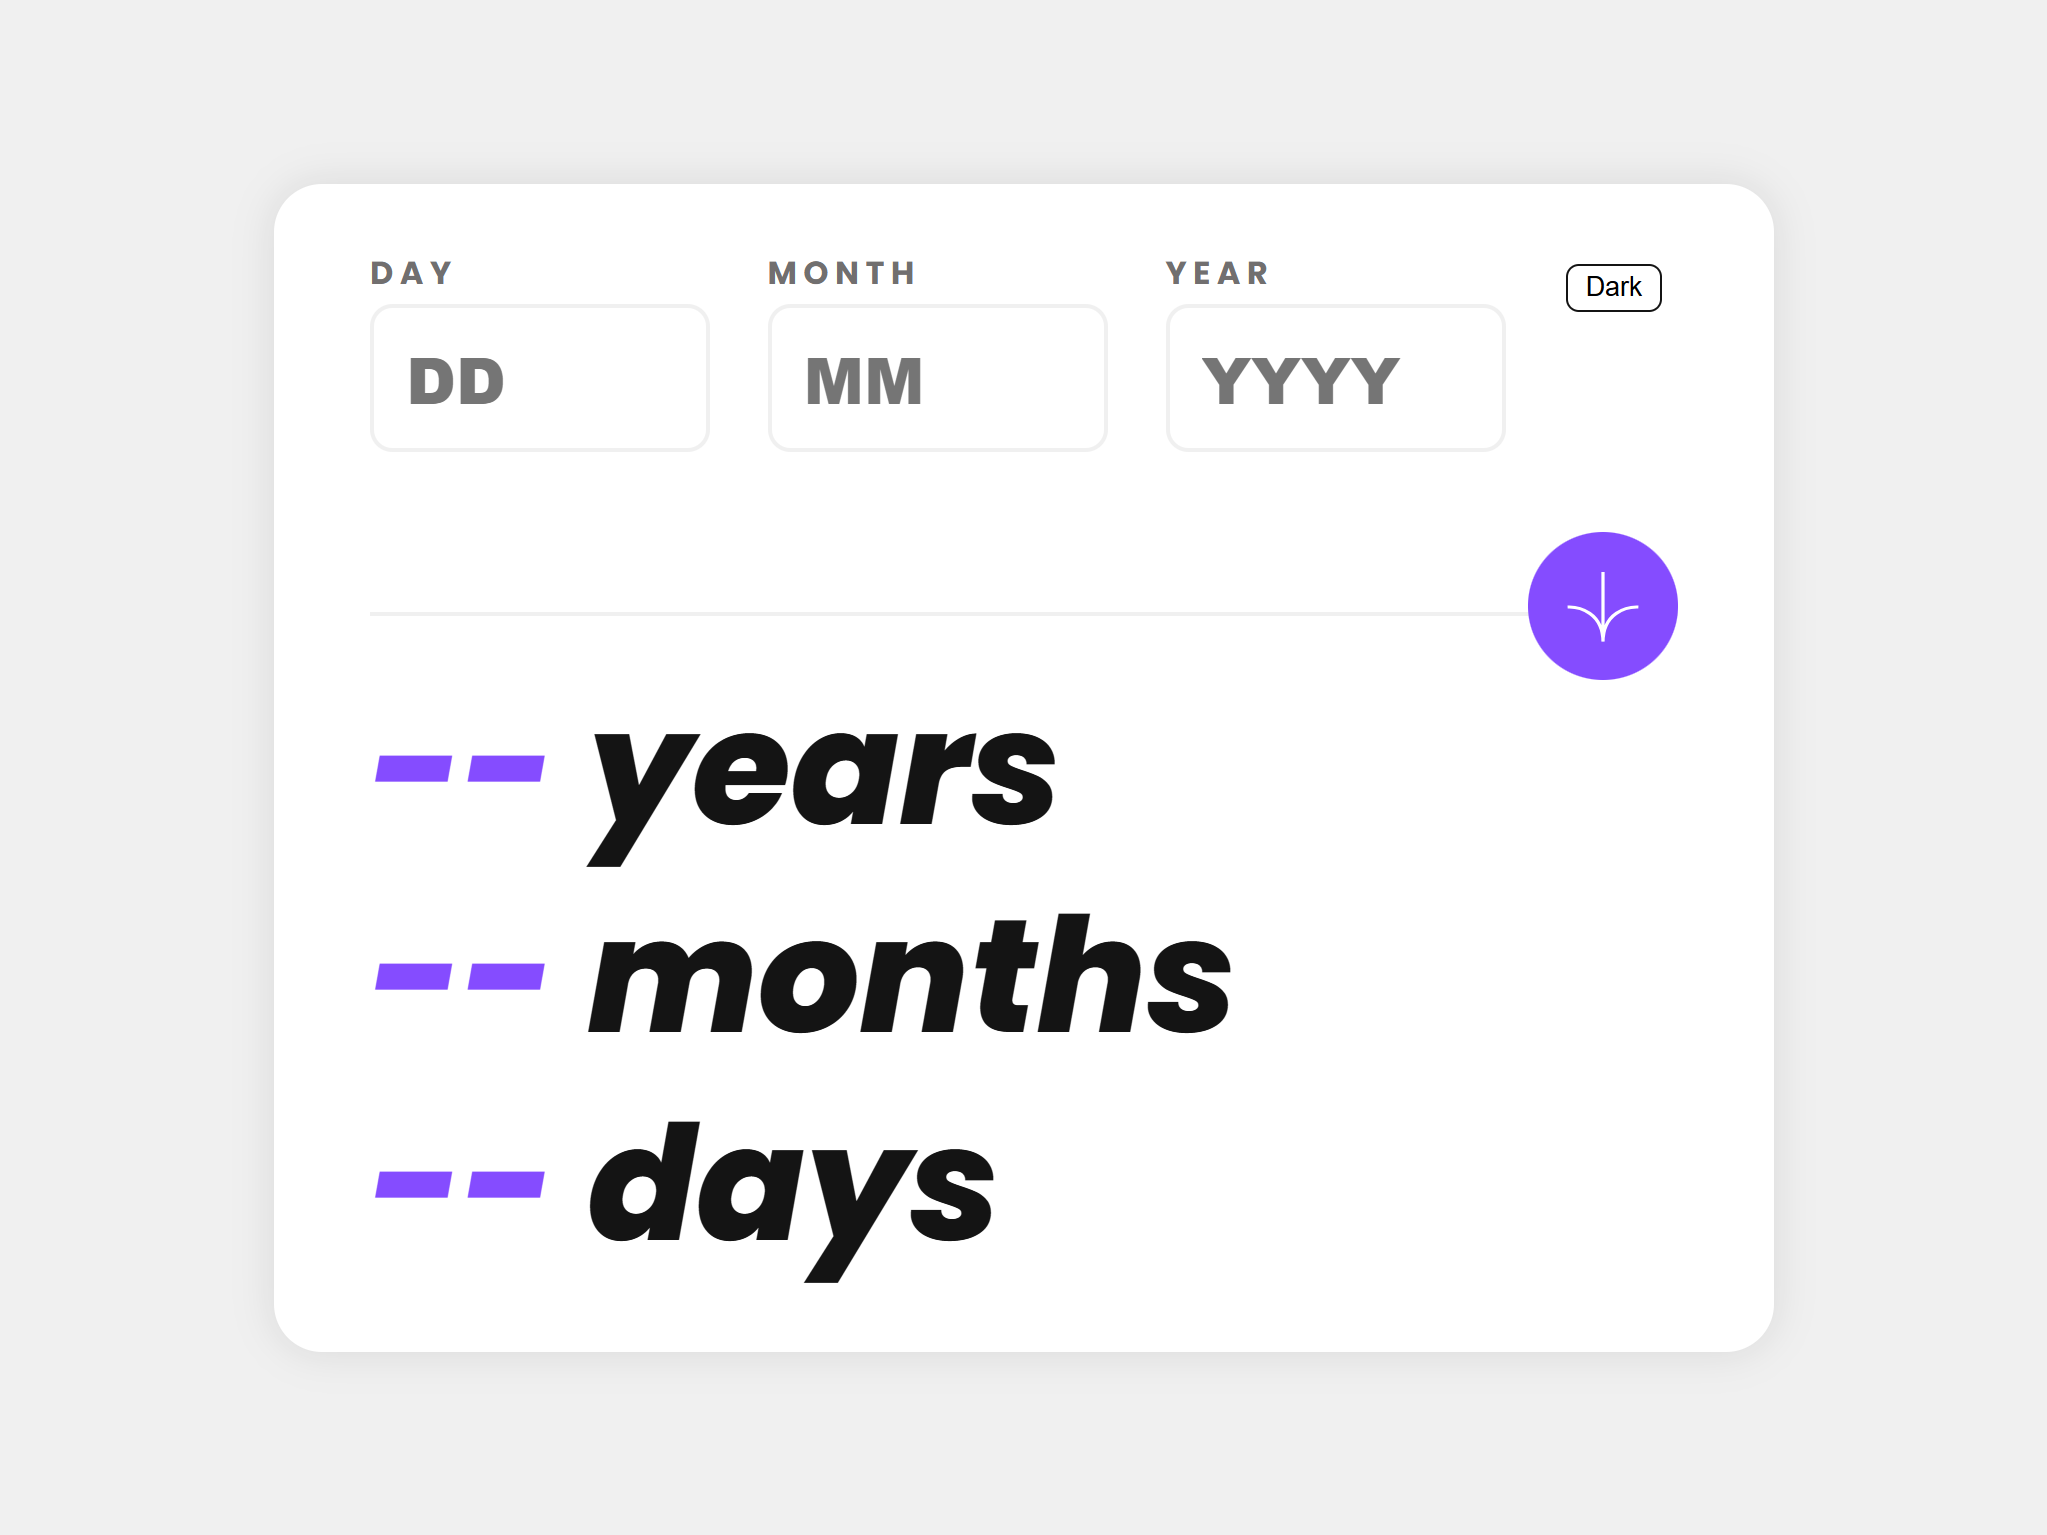 DAY MONTH YEAR Dark
DD MM YYYY
-- years
-- months
-- days